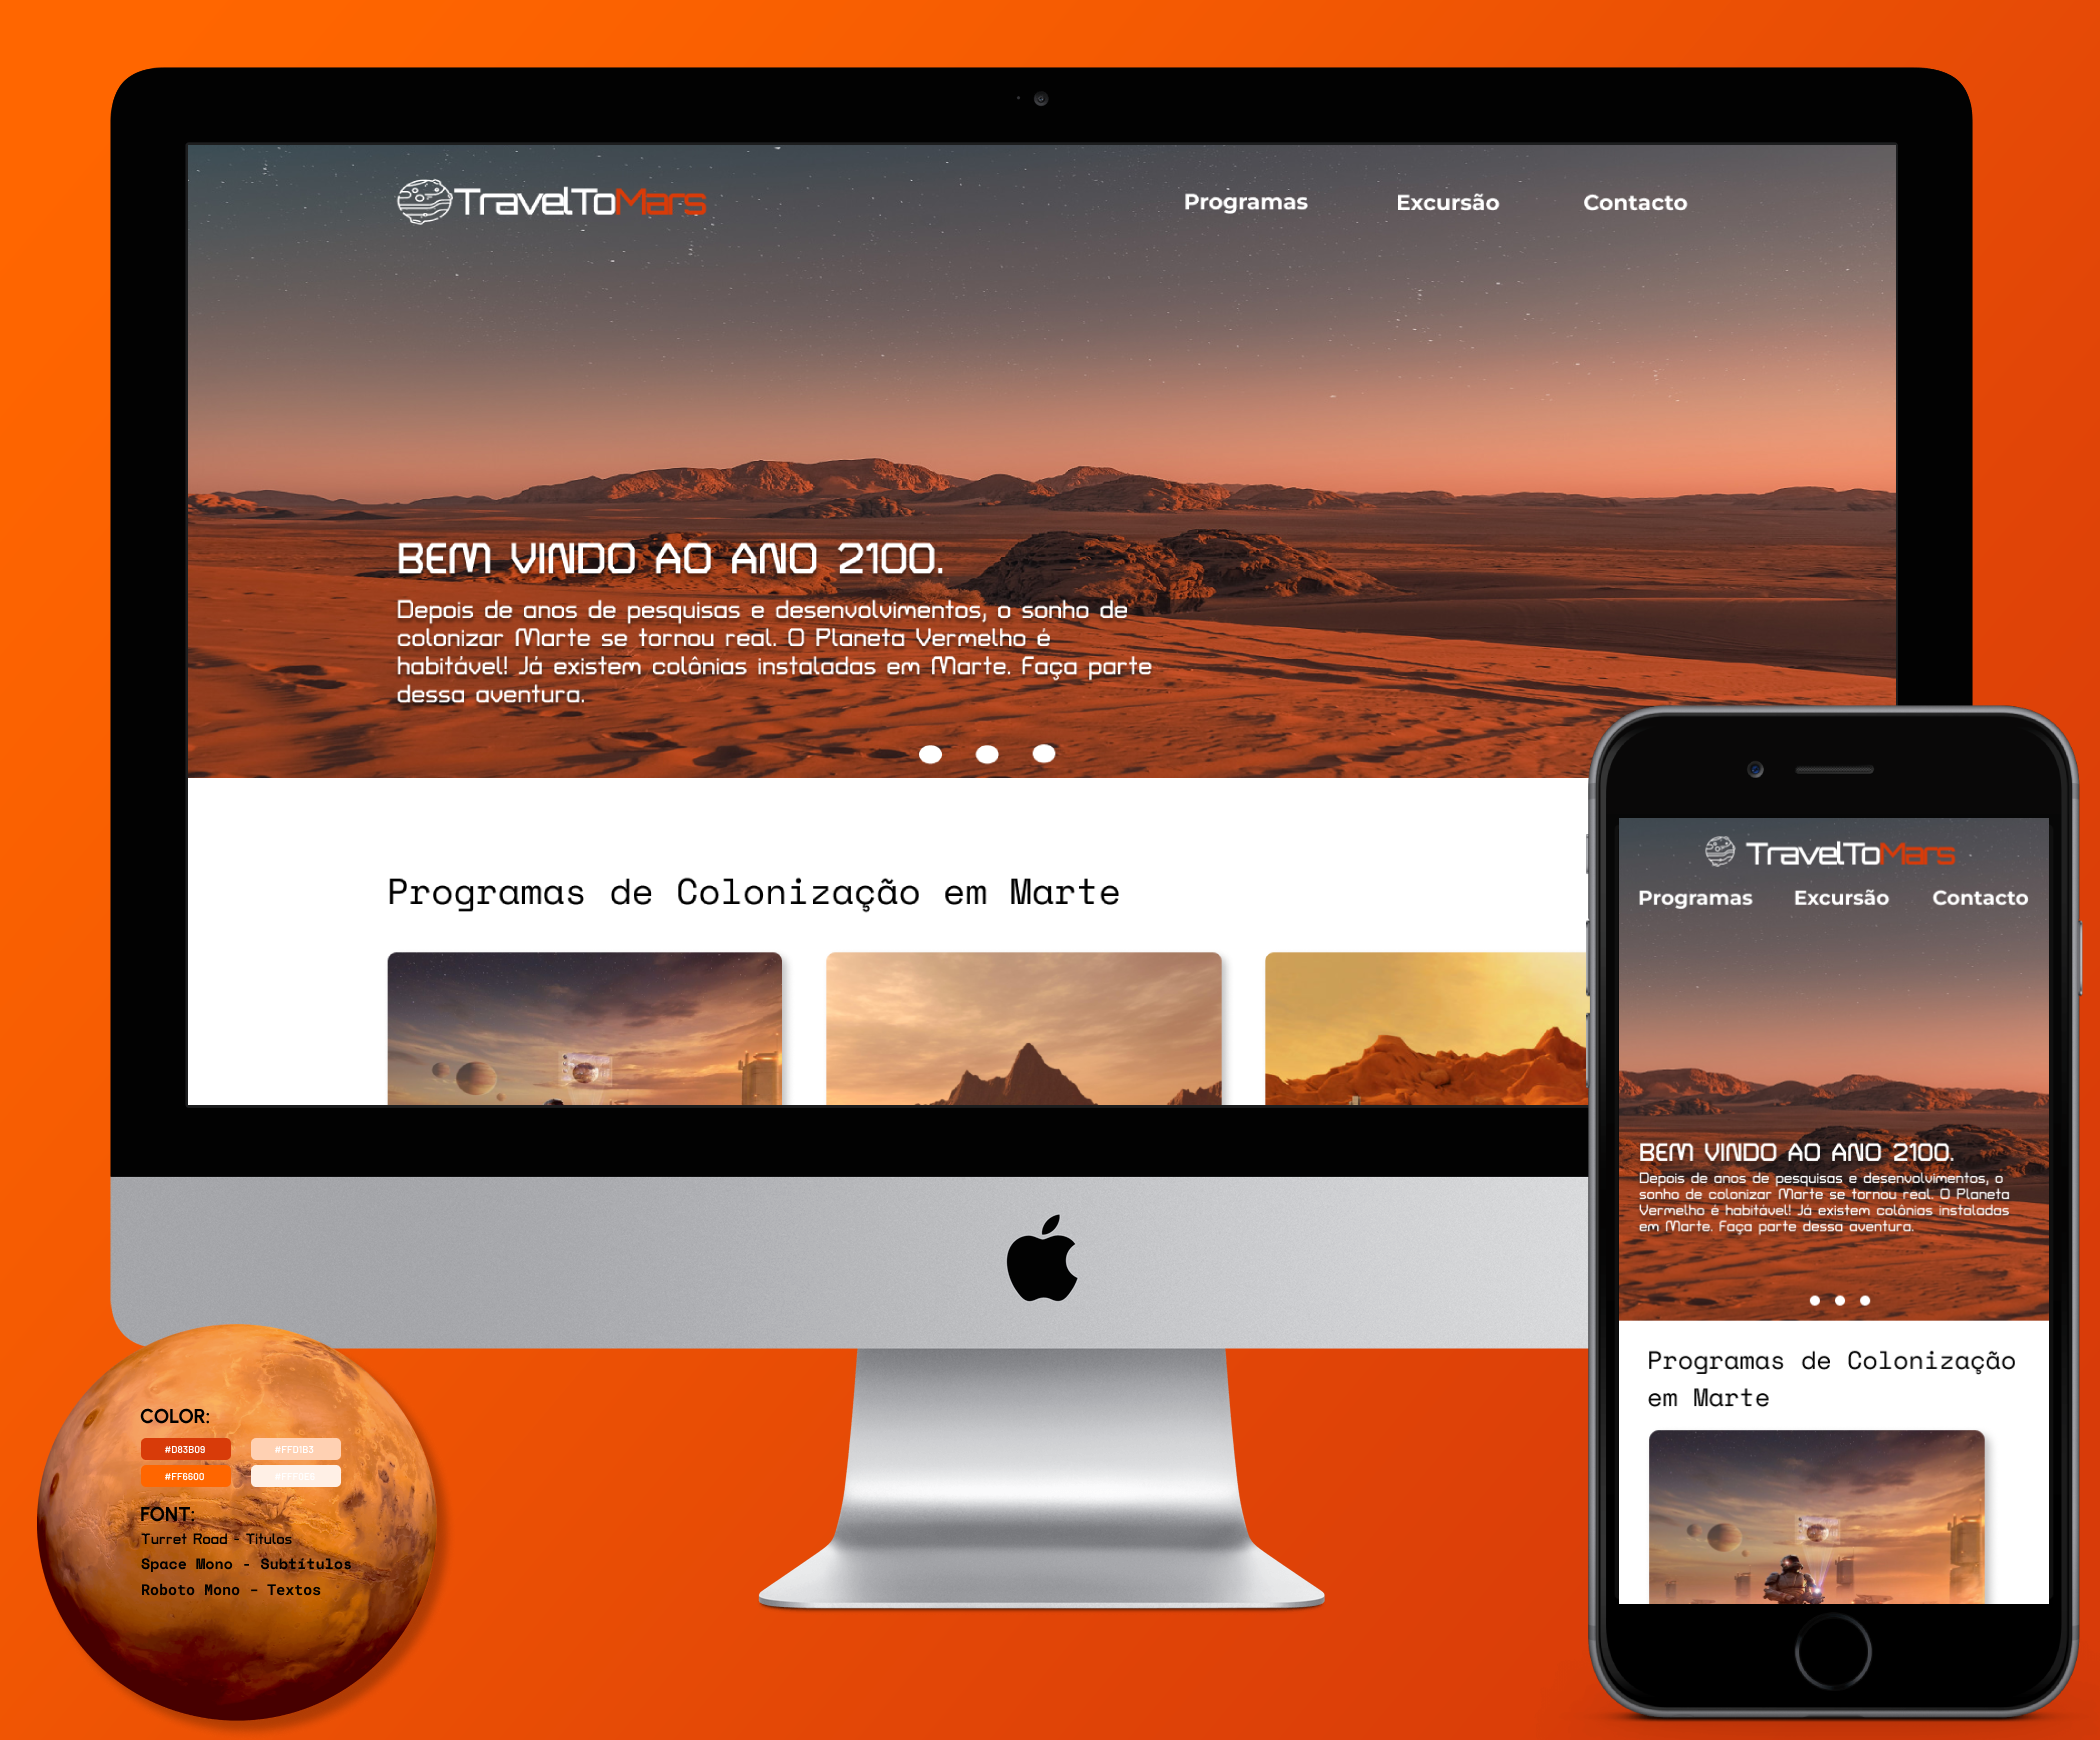 TravelToMars
Programas Excursão Contacto
BEM VINDO AO ANO 2100.
Depois de anos de pesquisas e desenvolvimentos, o sonho de
colonizar Marte se tornou real. O Planeta Vermelho é
habitável! Já existem colônias instaladas em Marte. Faça parte
dessa aventura.
Programas de Colonização em Marte
TravelToMars
Programas Excursão Contacto
BEM VINDO AO ANO 2100.
Depois de anos de pesquisas e desenvolvimentos, o
sonho de colonizar Marte se tornou real. O Planeta
Vermelho é habitável! Já existem colônias instaladas
em Marte. Faça parte dessa aventura.
Programas de Colonização
em Marte
COLOR:
#D83B09 #FFD1B3
#FF6600
FONT:
Turret Road - Títulos
Space Mono - Subtítulos
Roboto Mono - Textos